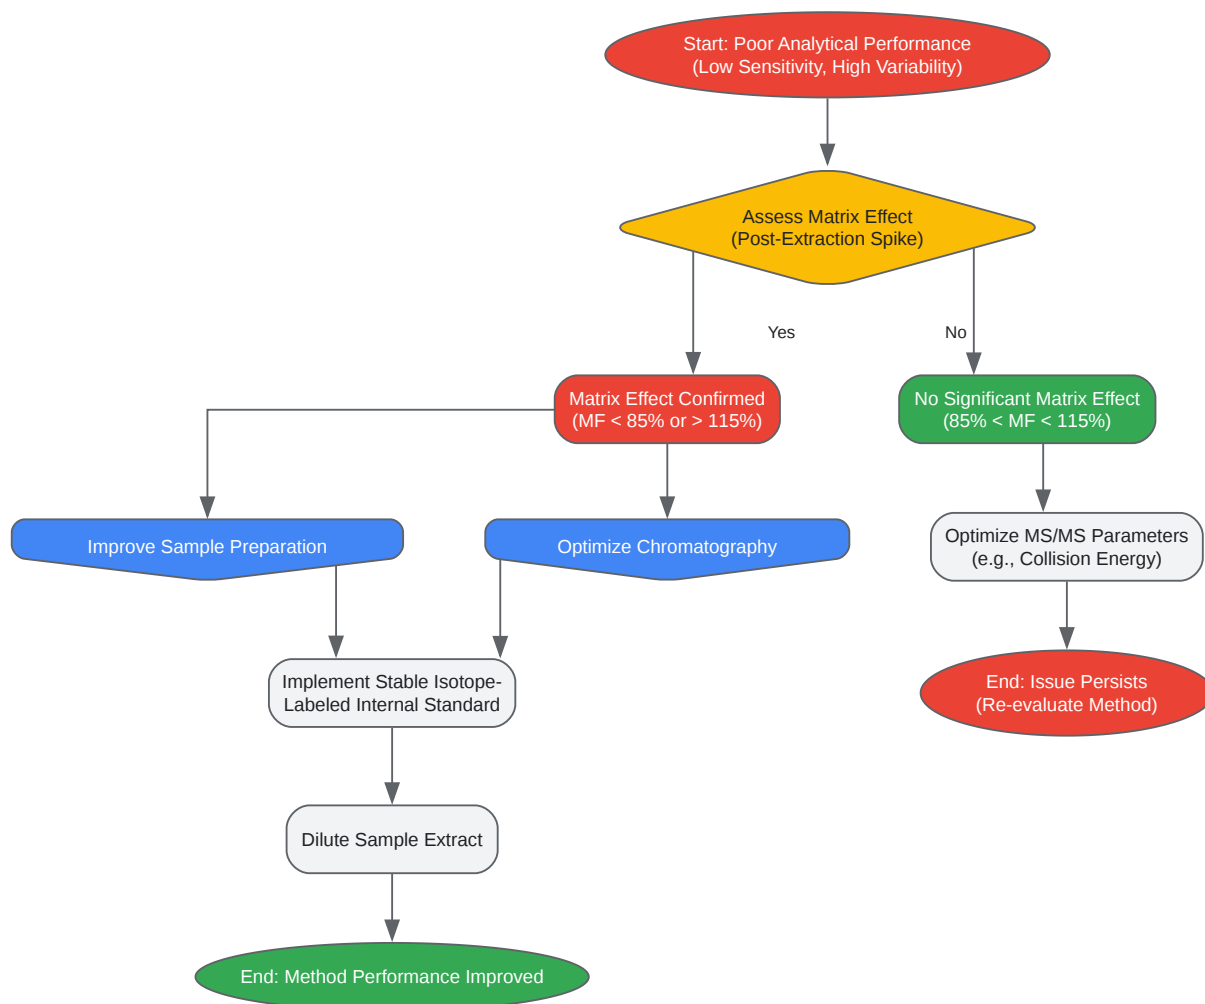 Start: Poor Analytical Performance
(Low Sensitivity, High Variability)
Assess Matrix Effect
(Post-Extraction Spike)
Yes
No
Matrix Effect Confirmed
(MF < 85% or > 115%)
No Significant Matrix Effect
(85% < MF < 115%)
Improve Sample Preparation
Optimize Chromatography
Optimize MS/MS Parameters
(e.g., Collision Energy)
Implement Stable Isotope-
Labeled Internal Standard
End: Issue Persists
(Re-evaluate Method)
Dilute Sample Extract
End: Method Performance Improved